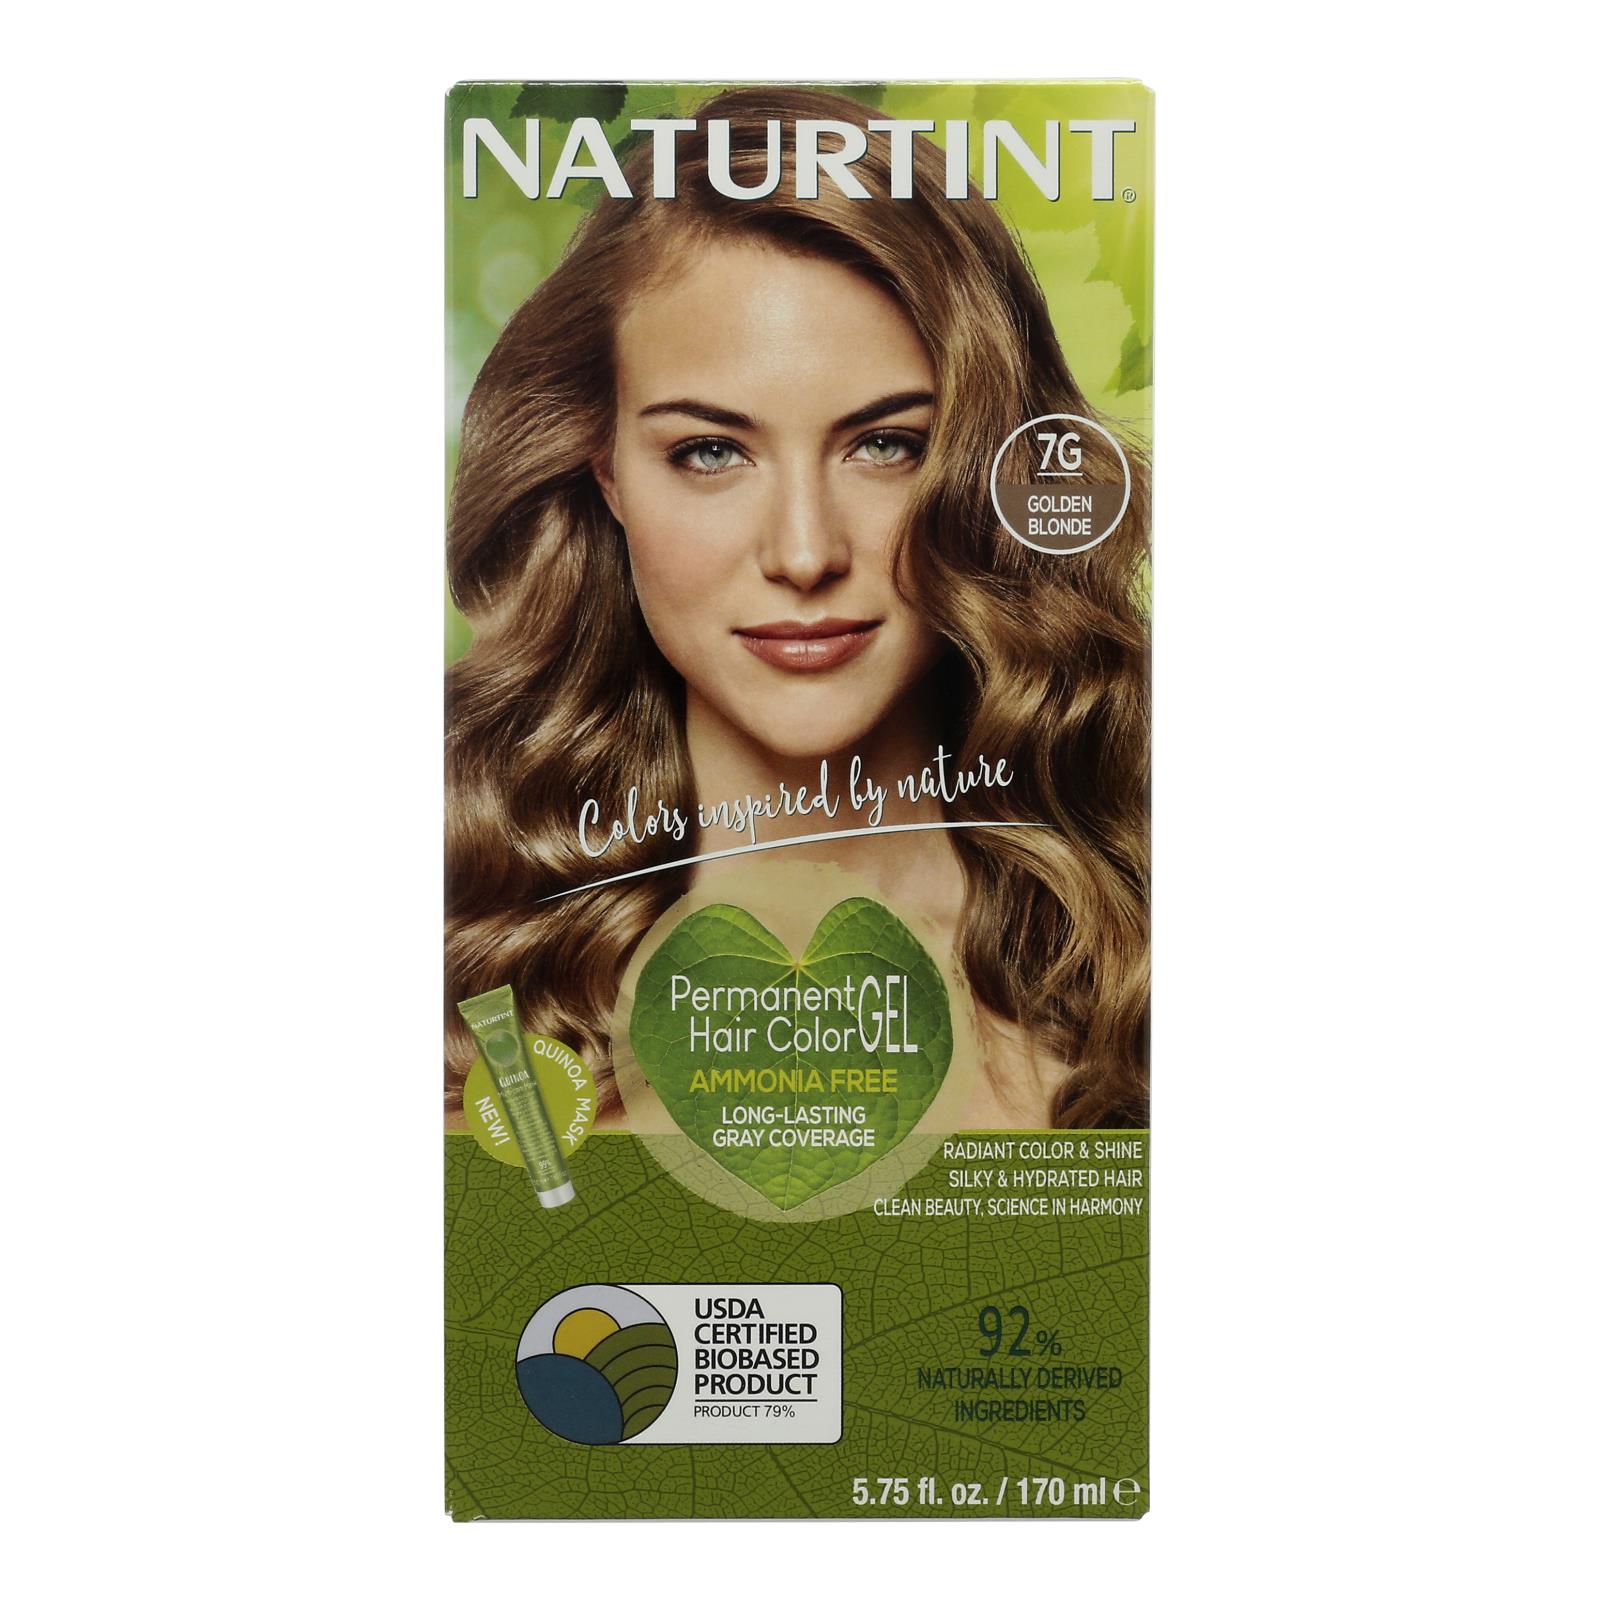 NATURTINT®
7G
GOLDEN
BLONDE
Colors inspired by nature
Permanent GEL
Hair Color
AMMONIA FREE
LONG-LASTING
GRAY COVERAGE
NATURTINT
QUINOA
99%
QUINOA MASK
NEW!
RADIANT COLOR & SHINE
SILKY & HYDRATED HAIR
CLEAN BEAUTY, SCIENCE IN HARMONY
USDA
CERTIFIED
BIOBASED
PRODUCT
PRODUCT 79%
92%
NATURALLY DERIVED
INGREDIENTS
5.75 fl. oz. / 170 ml ℮